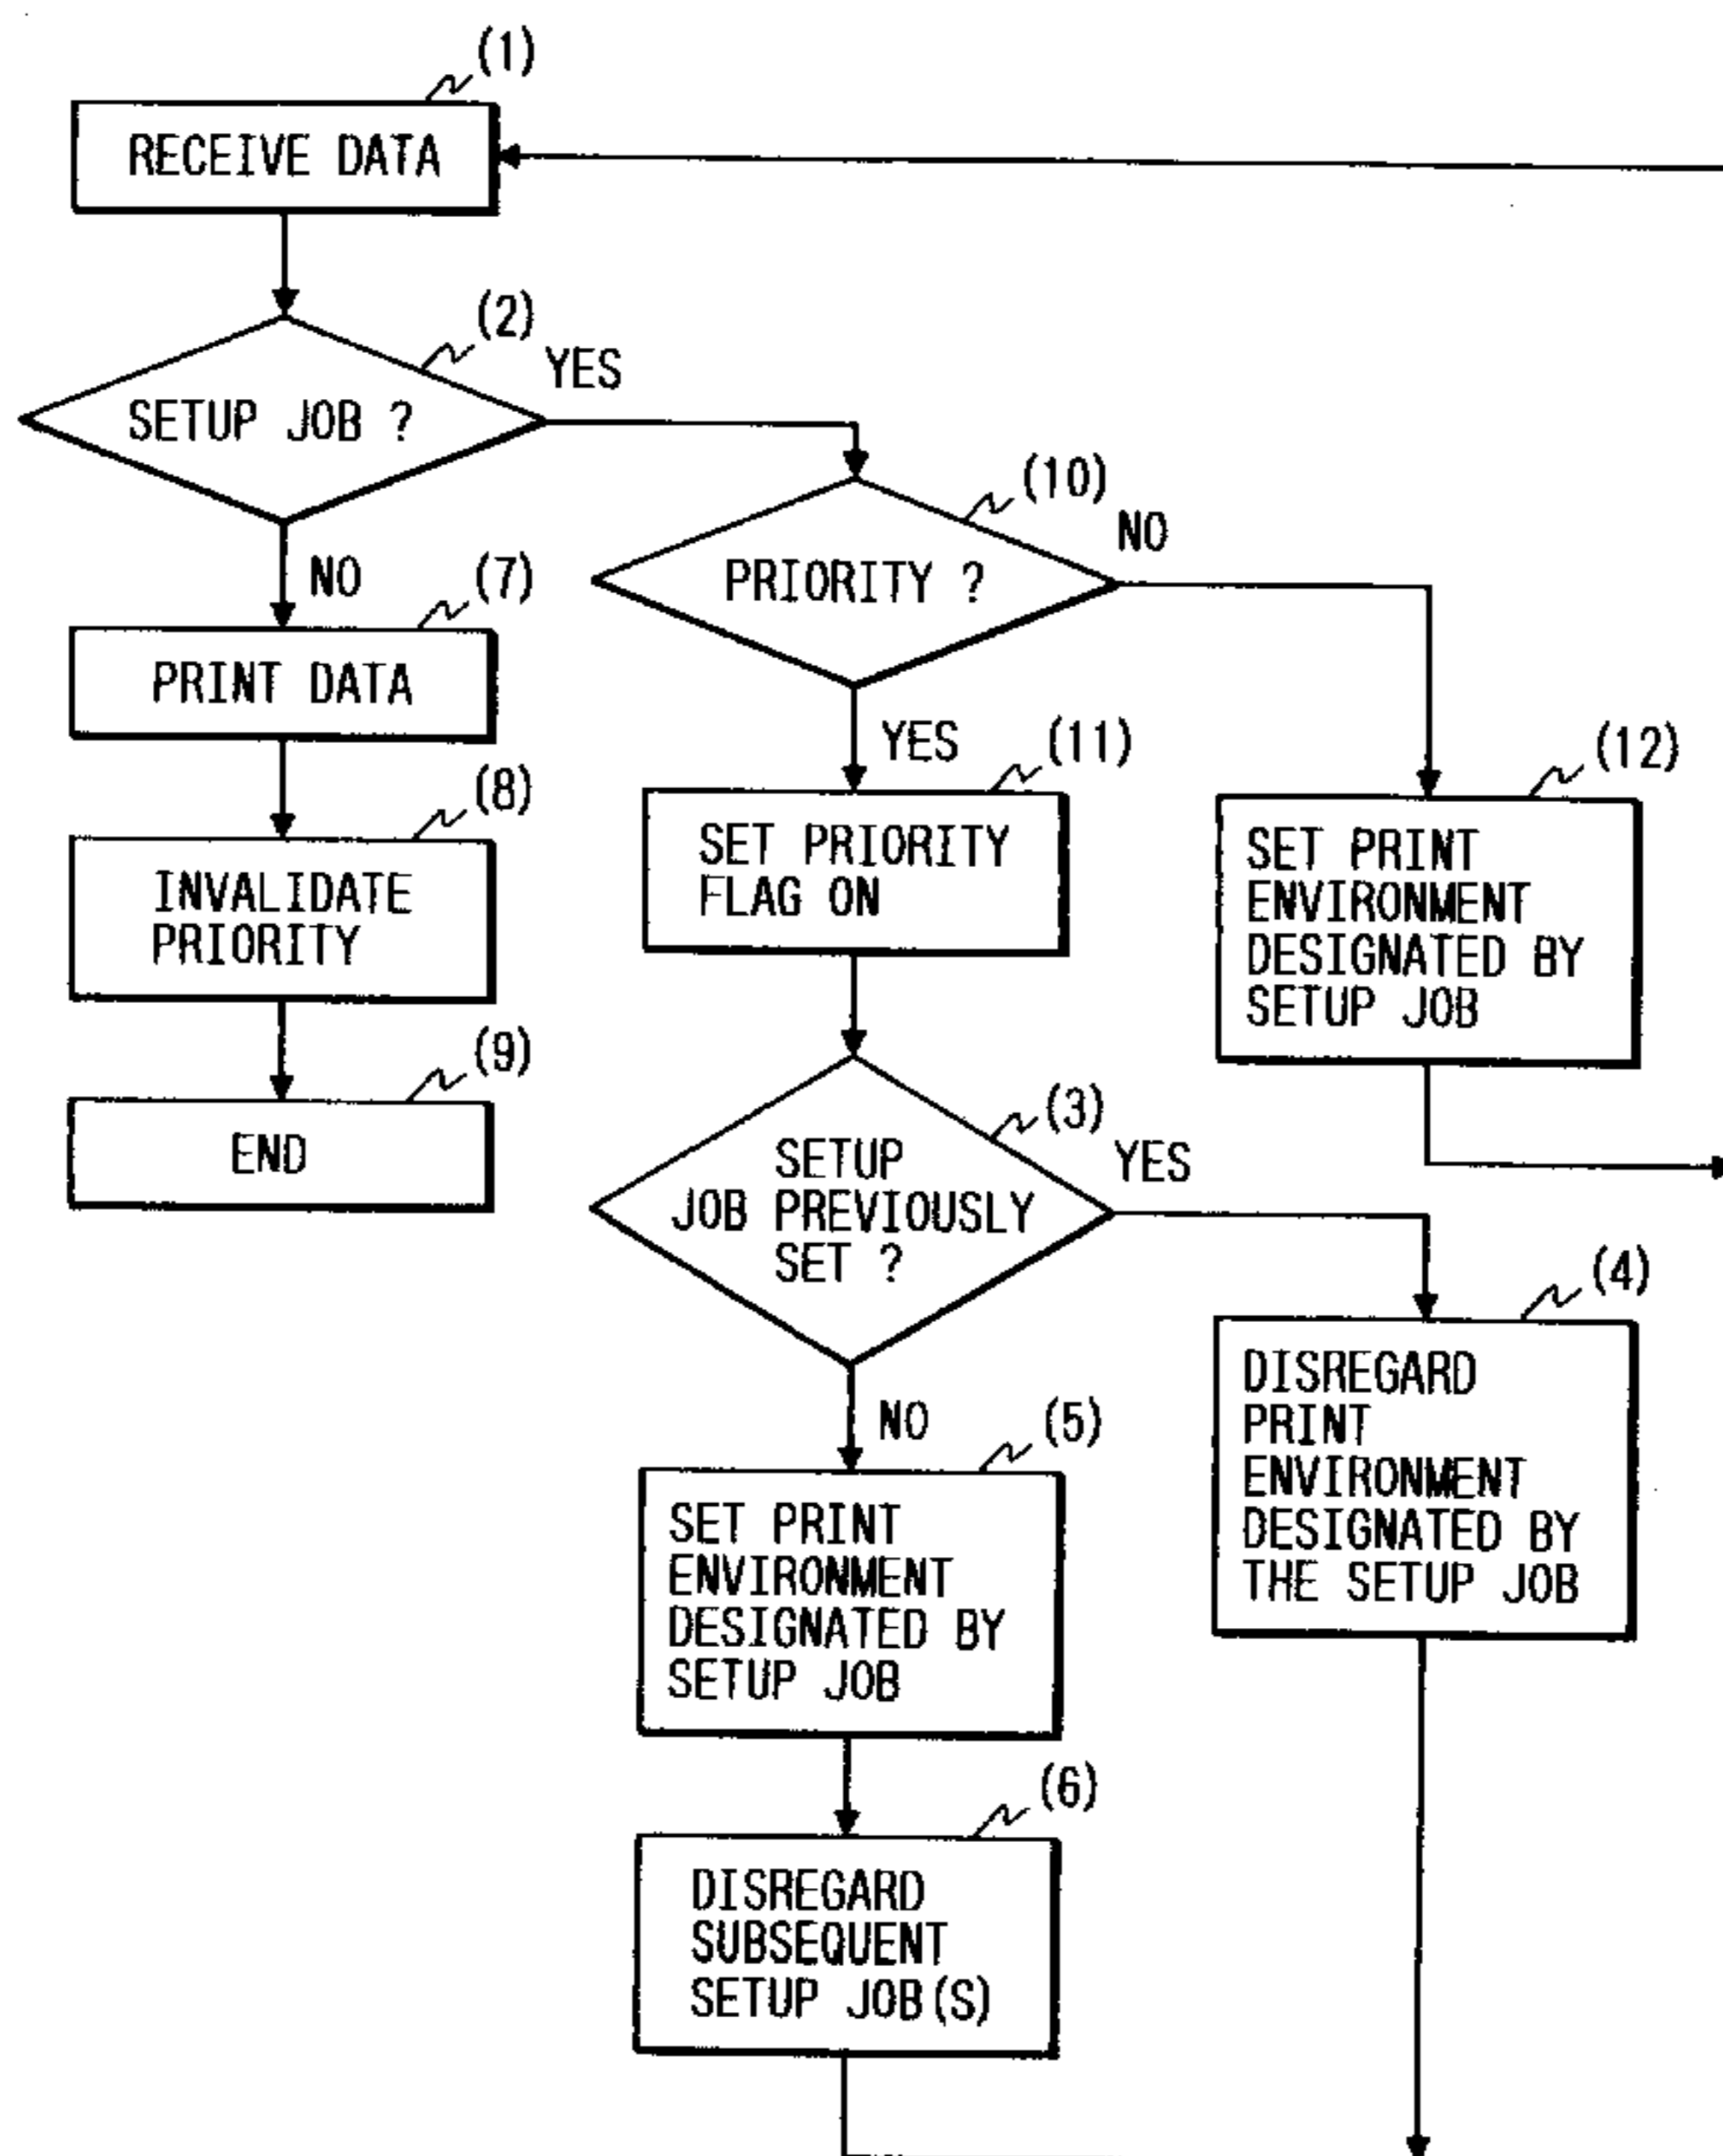 (1)
RECEIVE DATA
(2)
YES
SETUP JOB ?
(10)
NO
PRIORITY ?
NO
(7)
PRINT DATA
YES
(11)
(12)
(8)
SET PRIORITY
FLAG ON
SET PRINT
ENVIRONMENT
DESIGNATED BY
SETUP JOB
INVALIDATE
PRIORITY
(9)
END
(3)
YES
SETUP
JOB PREVIOUSLY
SET ?
(4)
DISREGARD
PRINT
ENVIRONMENT
DESIGNATED BY
THE SETUP JOB
NO
(5)
SET PRINT
ENVIRONMENT
DESIGNATED BY
SETUP JOB
(6)
DISREGARD
SUBSEQUENT
SETUP JOB(S)